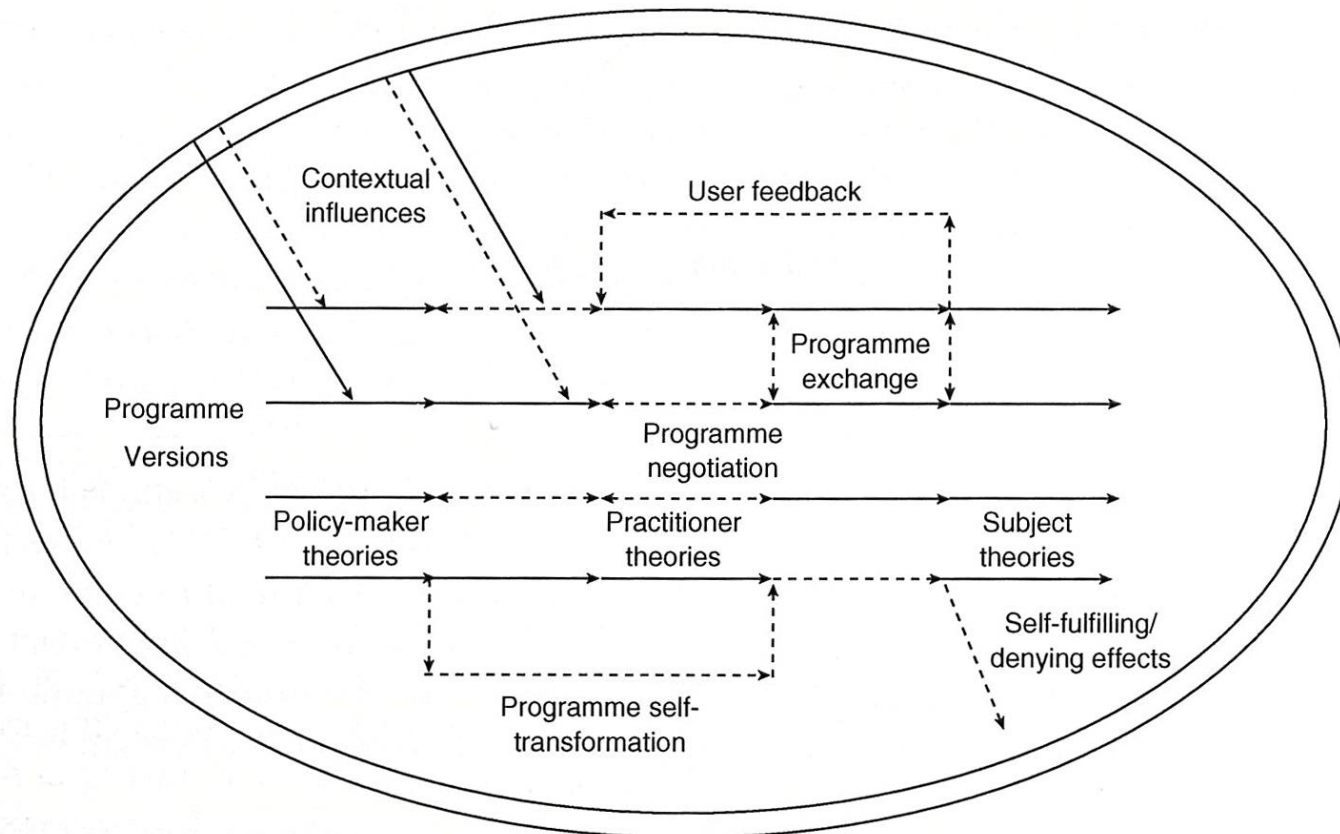 Contextual
influences
User feedback
Programme
exchange
Programme
Versions
Programme
negotiation
Policy-maker
theories
Practitioner
theories
Subject
theories
Self-fulfilling/
denying effects
Programme self-
transformation